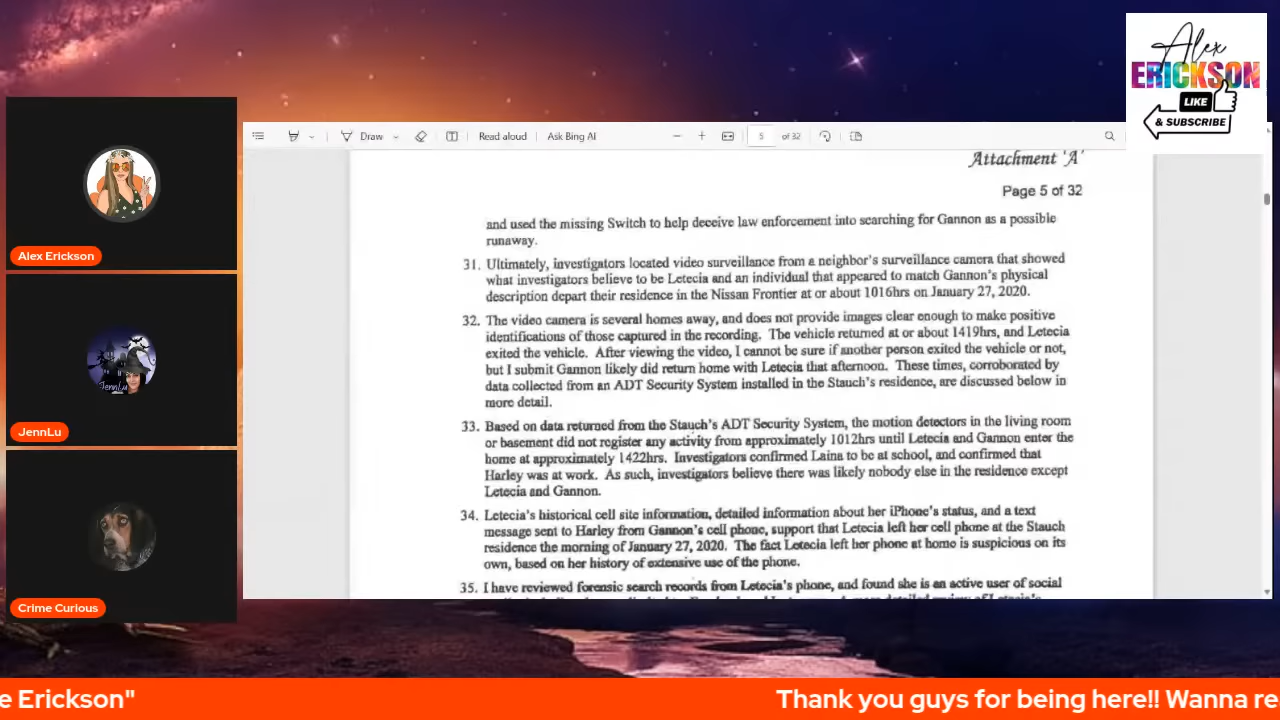 Alex
ERICKSON
LIKE
& SUBSCRIBE
Draw
Read aloud
Ask Bing AI
5
of 32
Attachment 'A'
Page 5 of 32
and used the missing Switch to help deceive law enforcement into searching for Gannon as a possible
runaway.
31. Ultimately, investigators located video surveillance from a neighbor's surveillance camera that showed
what investigators believe to be Letecia and an individual that appeared to match Gannon's physical
description depart their residence in the Nissan Frontier at or about 1016hrs on January 27, 2020.
32. The video camera is several homes away, and does not provide images clear enough to make positive
identifications of those captured in the recording. The vehicle returned at or about 1419hrs, and Letecia
exited the vehicle. After viewing the video, I cannot be sure if another person exited the vehicle or not,
but I submit Gannon likely did return home with Letecia that afternoon. These times, corroborated by
data collected from an ADT Security System installed in the Stauch's residence, are discussed below in
more detail.
33. Based on data returned from the Stauch's ADT Security System, the motion detectors in the living room
or basement did not register any activity from approximately 1012hrs until Letecia and Gannon enter the
home at approximately 1422hrs. Investigators confirmed Laina to be at school, and confirmed that
Harley was at work. As such, investigators believe there was likely nobody else in the residence except
Letecia and Gannon.
34. Letecia's historical cell site information, detailed information about her iPhone's status, and a text
message sent to Harley from Gannon's cell phone, support that Letecia left her cell phone at the Stauch
residence the morning of January 27, 2020. The fact Letecia left her phone at home is suspicious on its
own, based on her history of extensive use of the phone.
35. I have reviewed forensic search records from Letecia's phone, and found she is an active user of social
Alex Erickson
JennLu
JennLu
Crime Curious
e Erickson"
Thank you guys for being here!! Wanna re